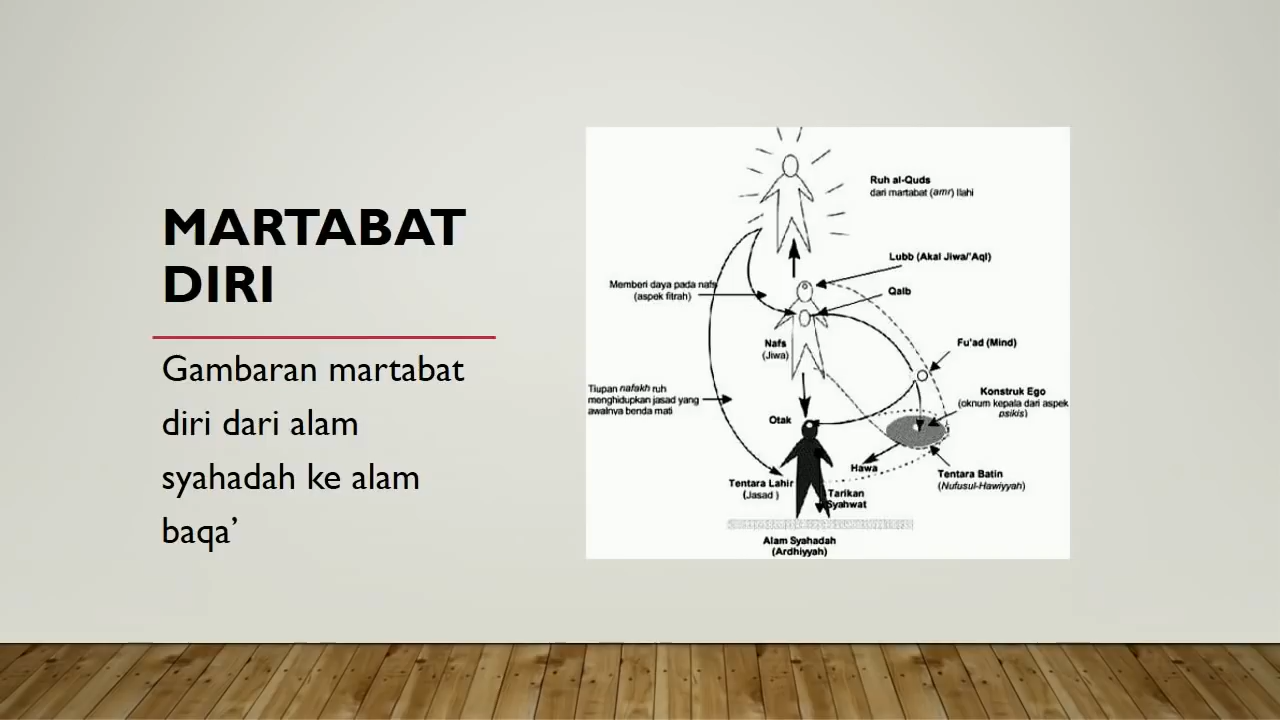 MARTABAT
DIRI
Gambaran martabat
diri dari alam
syahadah ke alam
baqa’
Ruh al-Quds
dari martabat (amr) Ilahi
Lubb (Akal Jiwa/'Aql)
Memberi daya pada nafs
(aspek fitrah)
Qalb
Nafs
(Jiwa)
Fu'ad (Mind)
Tiupan nafakh ruh
menghidupkan jasad yang
awalnya benda mati
Konstruk Ego
(oknum kepala dari aspek
psikis)
Otak
Hawa
Tentara Batin
(Nufusul-Hawiyyah)
Tentara Lahir
(Jasad )
Tarikan
Syahwat
Alam Syahadah
(Ardhiyyah)